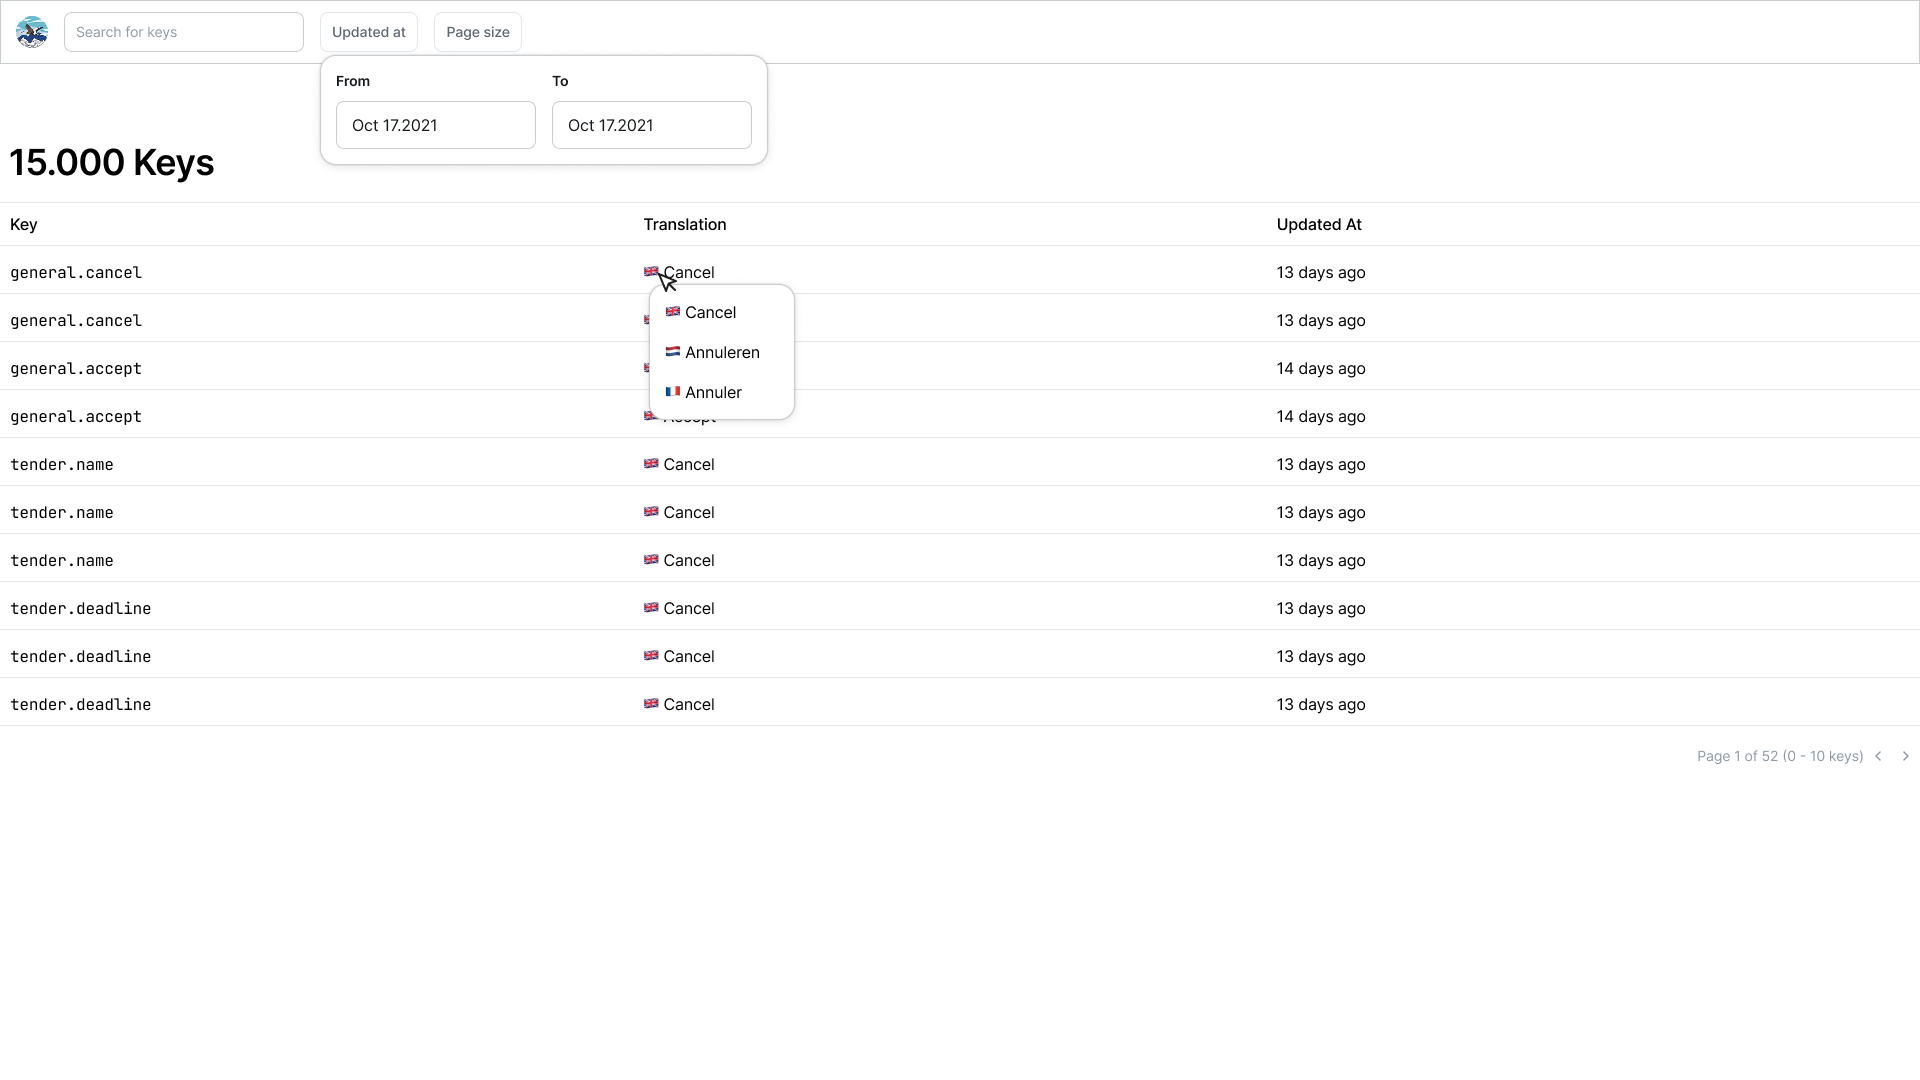 Search for keys
Updated at
Page size
From To
Oct 17.2021 Oct 17.2021
15.000 Keys
Key Translation Updated At
general.cancel Cancel 13 days ago
Cancel
general.cancel 13 days ago
Annuleren
general.accept 14 days ago
Annuler
general.accept Accept 14 days ago
tender.name Cancel 13 days ago
tender.name Cancel 13 days ago
tender.name Cancel 13 days ago
tender.deadline Cancel 13 days ago
tender.deadline Cancel 13 days ago
tender.deadline Cancel 13 days ago
Page 1 of 52 (0 - 10 keys)